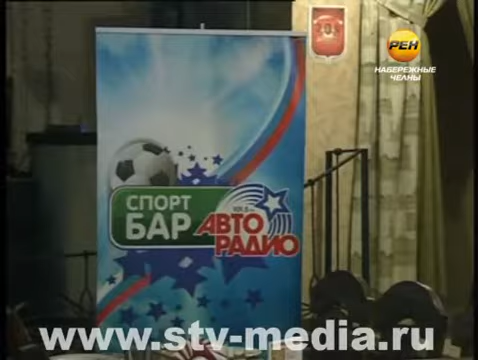 РЕН
НАБЕРЕЖНЫЕ
ЧЕЛНЫ
СПОРТ
БАР
АВТО
РАДИО
www.stv-media.ru